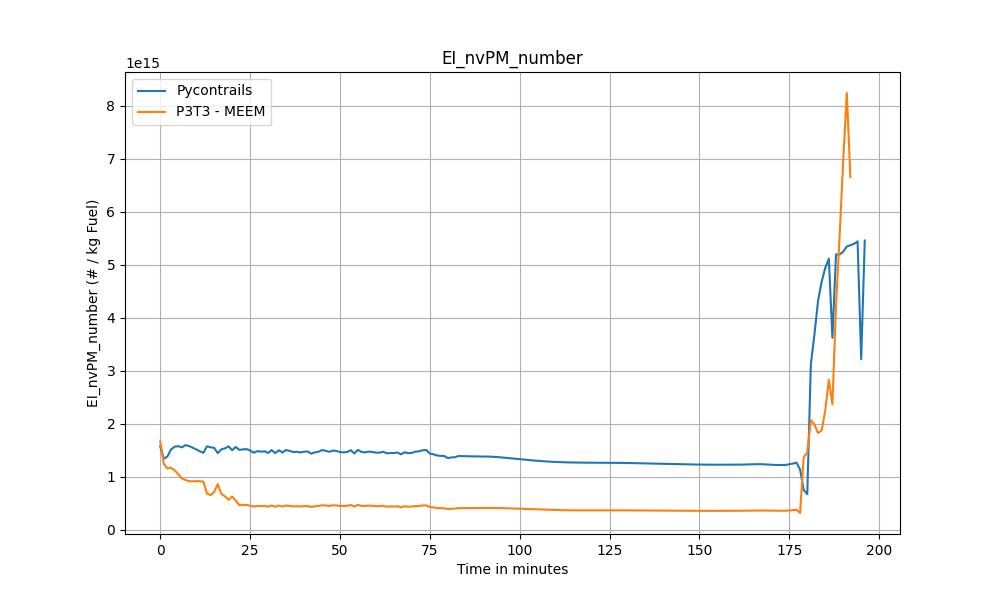 EI_nvPM_number
1e15
Pycontrails
P3T3 - MEEM
8
7
6
5
4
3
2
1
0
EI_nvPM_number (# / kg Fuel)
0 25 50 75 100 125 150 175 200
Time in minutes